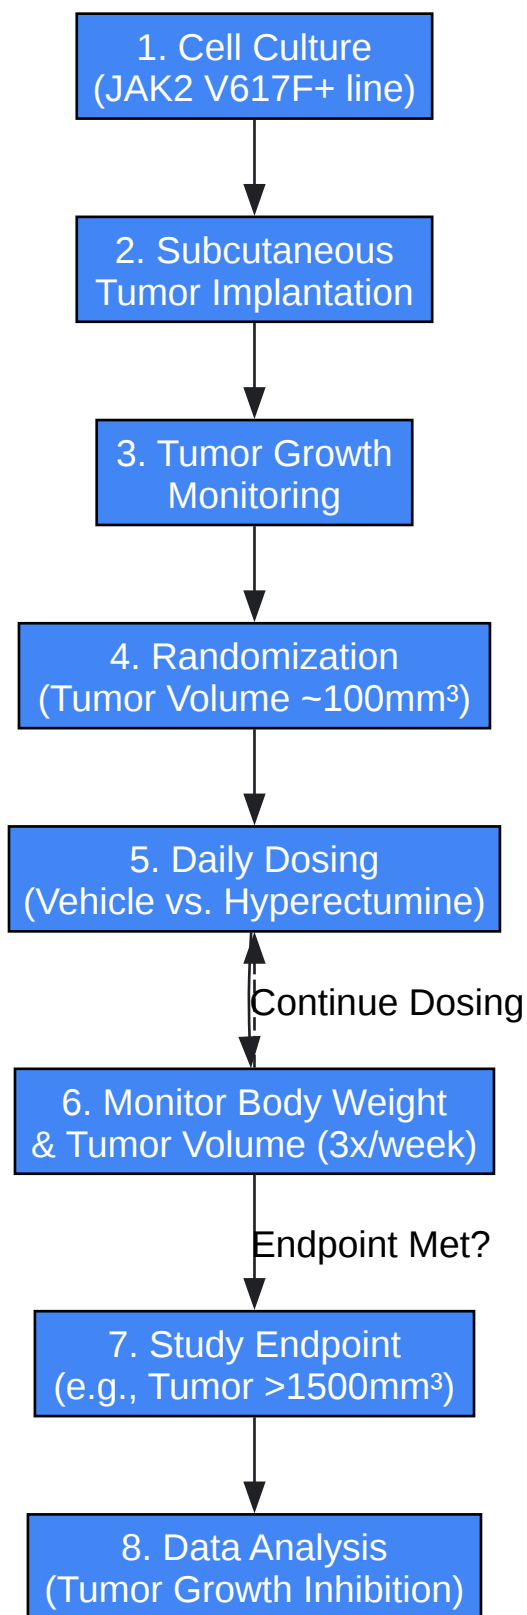 1. Cell Culture
(JAK2 V617F+ line)
2. Subcutaneous
Tumor Implantation
3. Tumor Growth
Monitoring
4. Randomization
(Tumor Volume ~100mm³)
5. Daily Dosing
(Vehicle vs. Hyperectumine)
Continue Dosing
6. Monitor Body Weight
& Tumor Volume (3x/week)
Endpoint Met?
7. Study Endpoint
(e.g., Tumor >1500mm³)
8. Data Analysis
(Tumor Growth Inhibition)